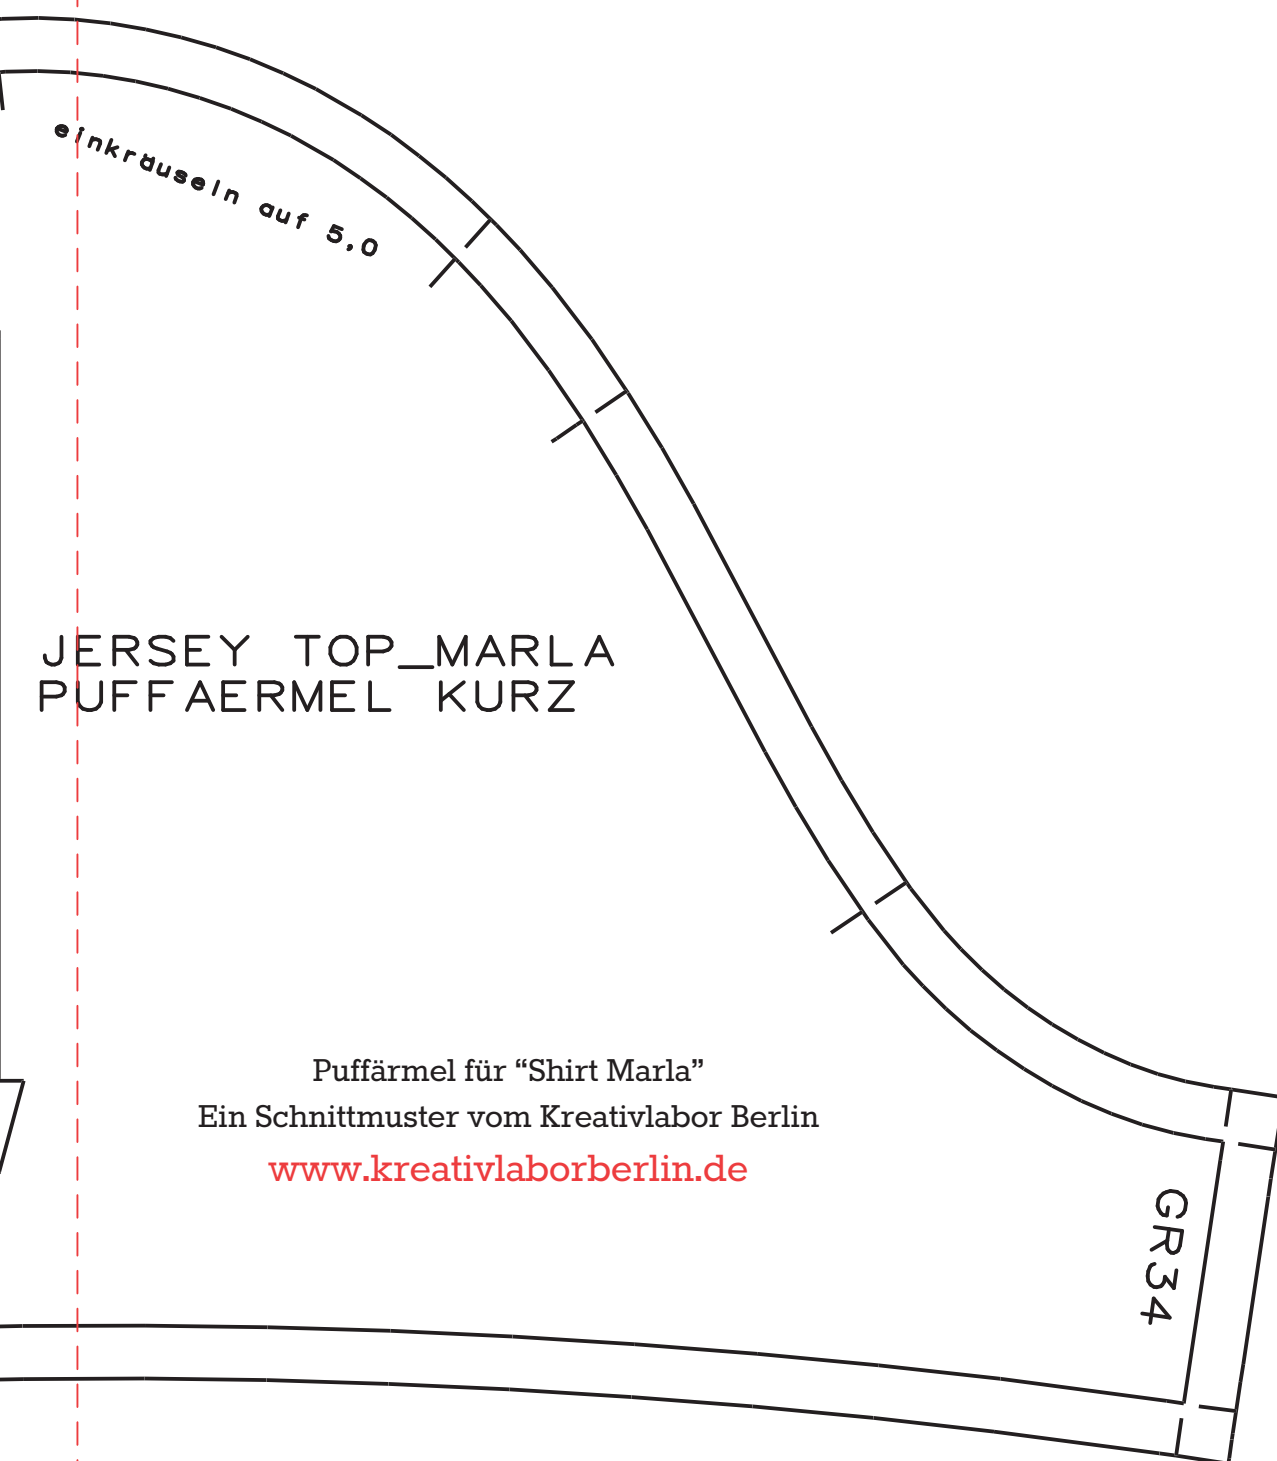 einkräuseln auf 5,0
JERSEY TOP_MARLA
PUFFAERMEL KURZ
Puffärmel für “Shirt Marla”
Ein Schnittmuster vom Kreativlabor Berlin
www.kreativlaborberlin.de
GR34